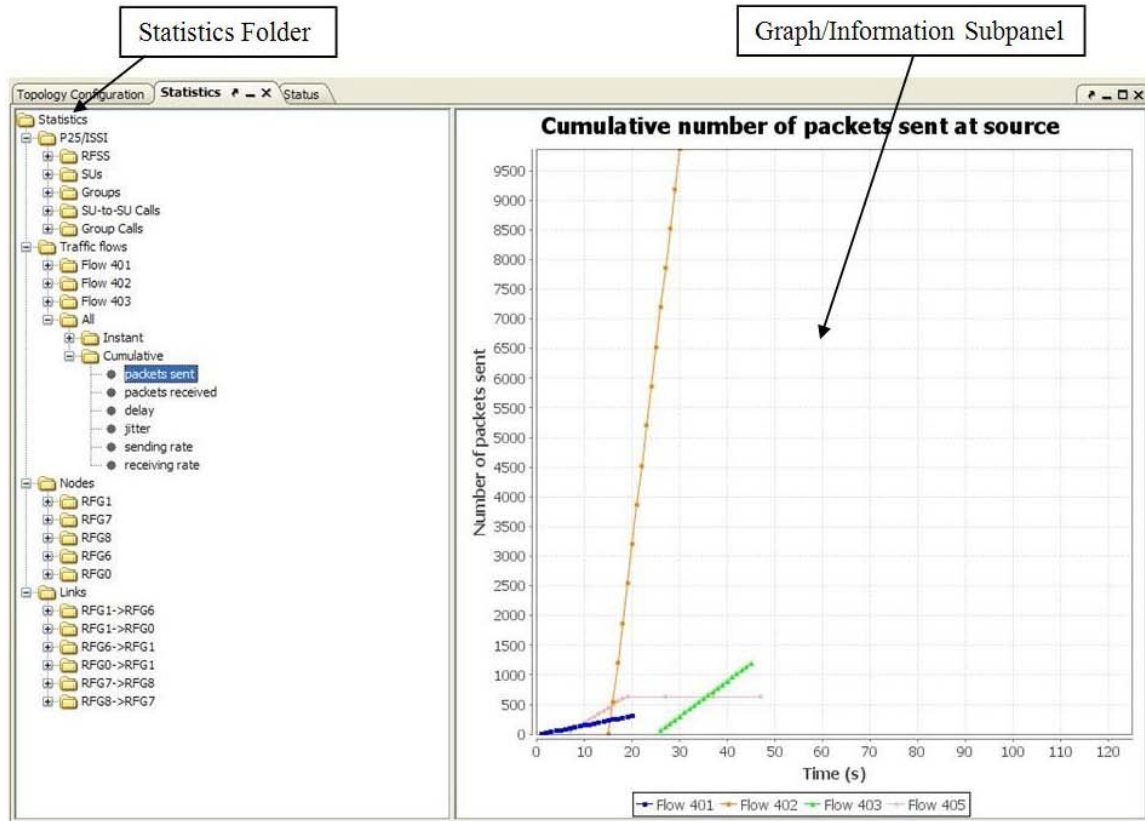 Statistics Folder
Graph/Information Subpanel
Topology Configuration
Statistics
Status
Statistics
P25/ISSI
RFSS
SUs
Groups
SU-to-SU Calls
Group Calls
Traffic flows
Flow 401
Flow 402
Flow 403
All
Instant
Cumulative
packets sent
packets received
delay
jitter
sending rate
receiving rate
Nodes
RFG1
RFG7
RFG8
RFG6
RFG0
Links
RFG1->RFG6
RFG1->RFG0
RFG6->RFG1
RFG0->RFG1
RFG7->RFG8
RFG8->RFG7
Cumulative number of packets sent at source
Number of packets sent
9500
9000
8500
8000
7500
7000
6500
6000
5500
5000
4500
4000
3500
3000
2500
2000
1500
1000
500
0
0 10 20 30 40 50 60 70 80 90 100 110 120
Time (s)
Flow 401 Flow 402 Flow 403 Flow 405